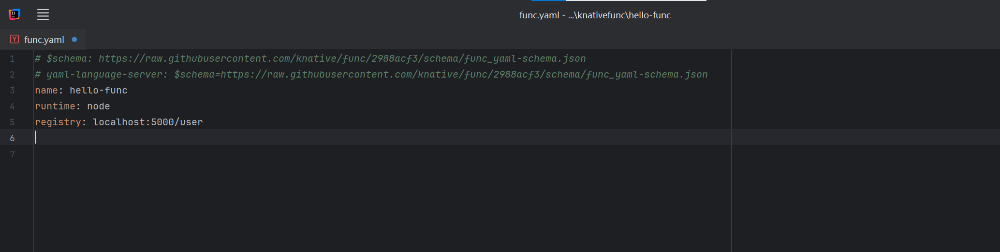 IJ
func.yaml - ...\knativefunc\hello-func
Y func.yaml
1 # $schema: https://raw.githubusercontent.com/knative/func/2988acf3/schema/func_yaml-schema.json
2 # yaml-language-server: $schema=https://raw.githubusercontent.com/knative/func/2988acf3/schema/func_yaml-schema.json
3 name: hello-func
4 runtime: node
5 registry: localhost:5000/user
6
7